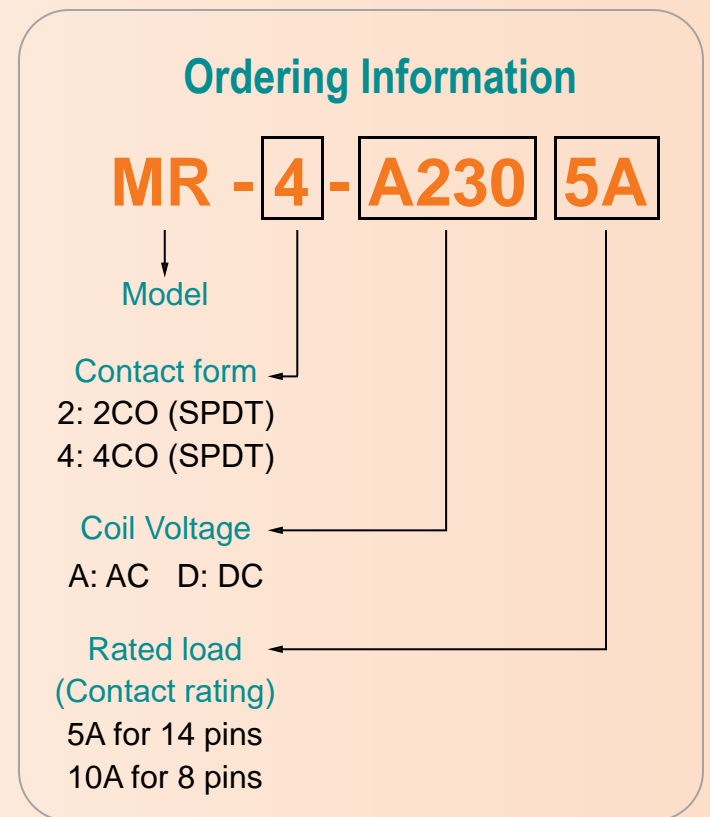 Ordering Information
MR - 4 - A230 5A
Model
Contact form
2: 2CO (SPDT)
4: 4CO (SPDT)
Coil Voltage
A: AC D: DC
Rated load
(Contact rating)
5A for 14 pins
10A for 8 pins